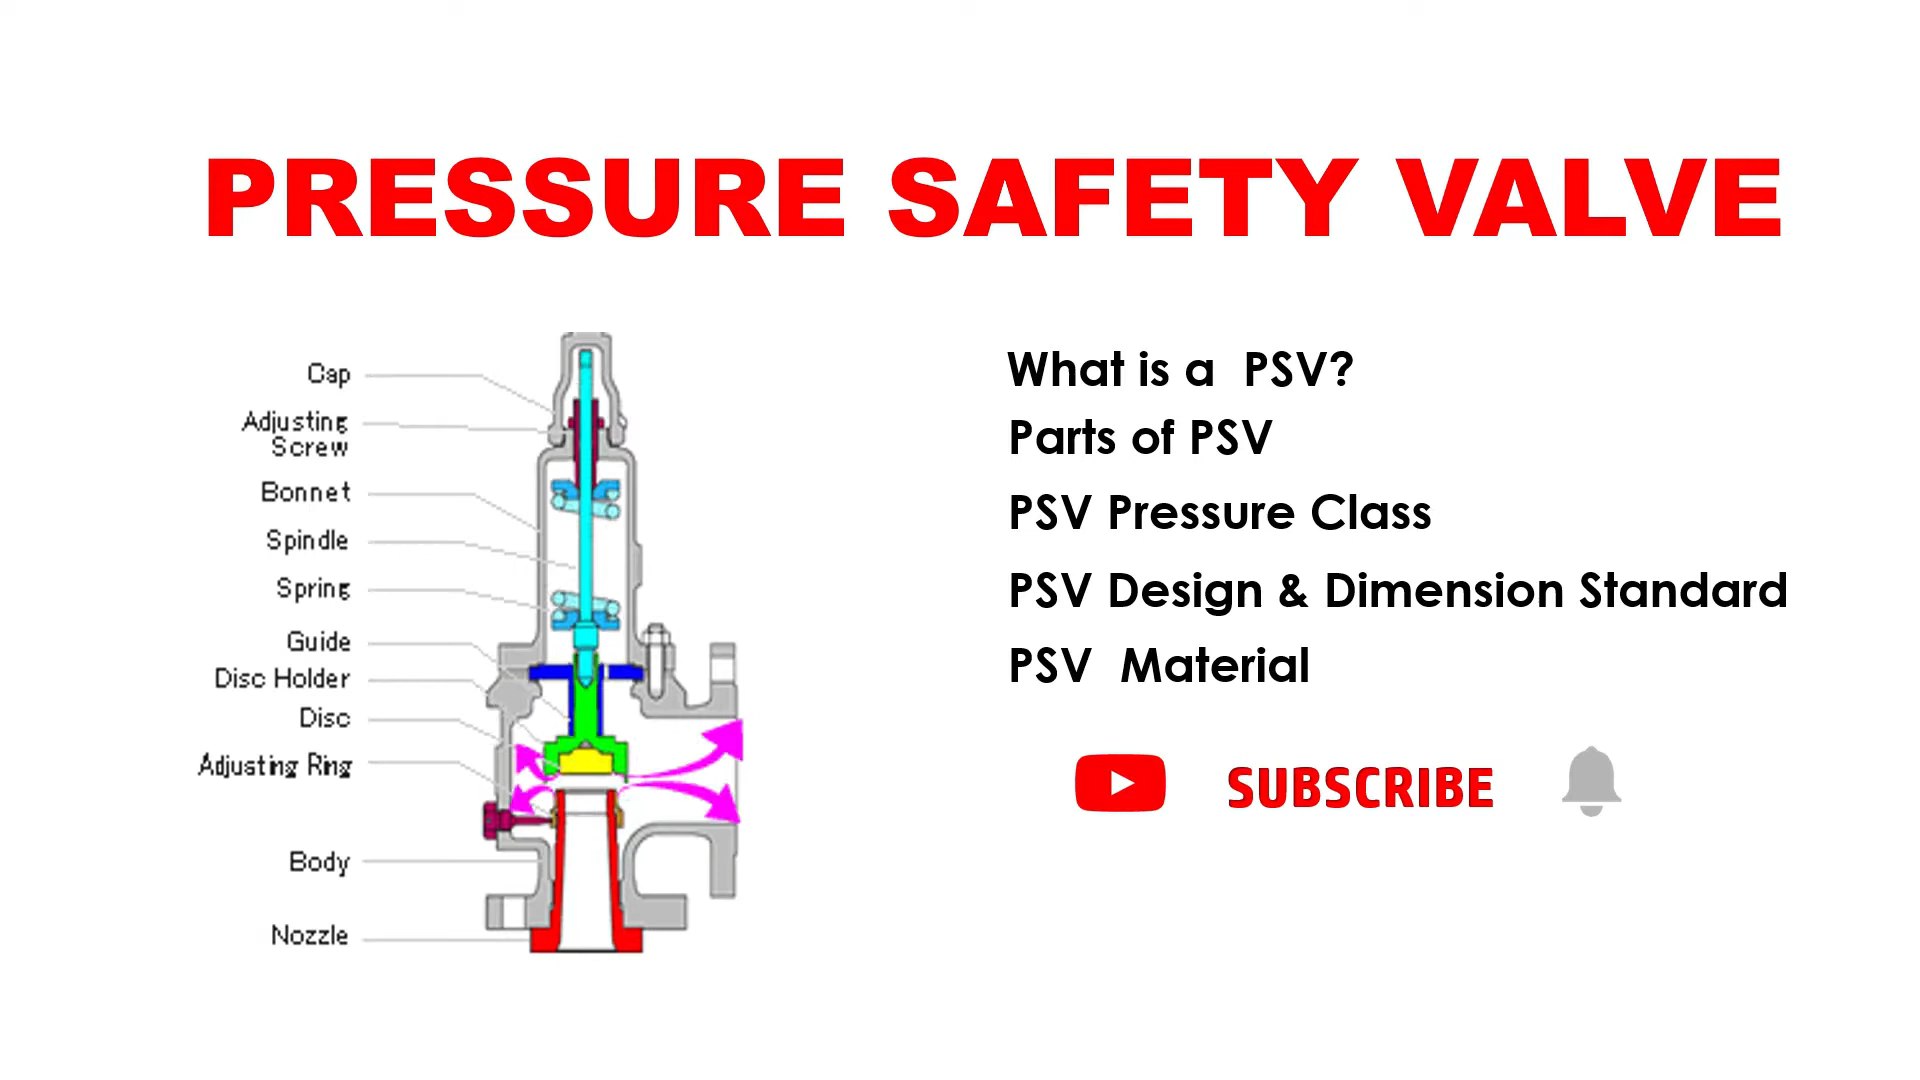 PRESSURE SAFETY VALVE
Cap
Adjusting
Screw
Bonnet
Spindle
Spring
Guide
Disc Holder
Disc
Adjusting Ring
Body
Nozzle
What is a PSV?
Parts of PSV
PSV Pressure Class
PSV Design & Dimension Standard
PSV Material
SUBSCRIBE